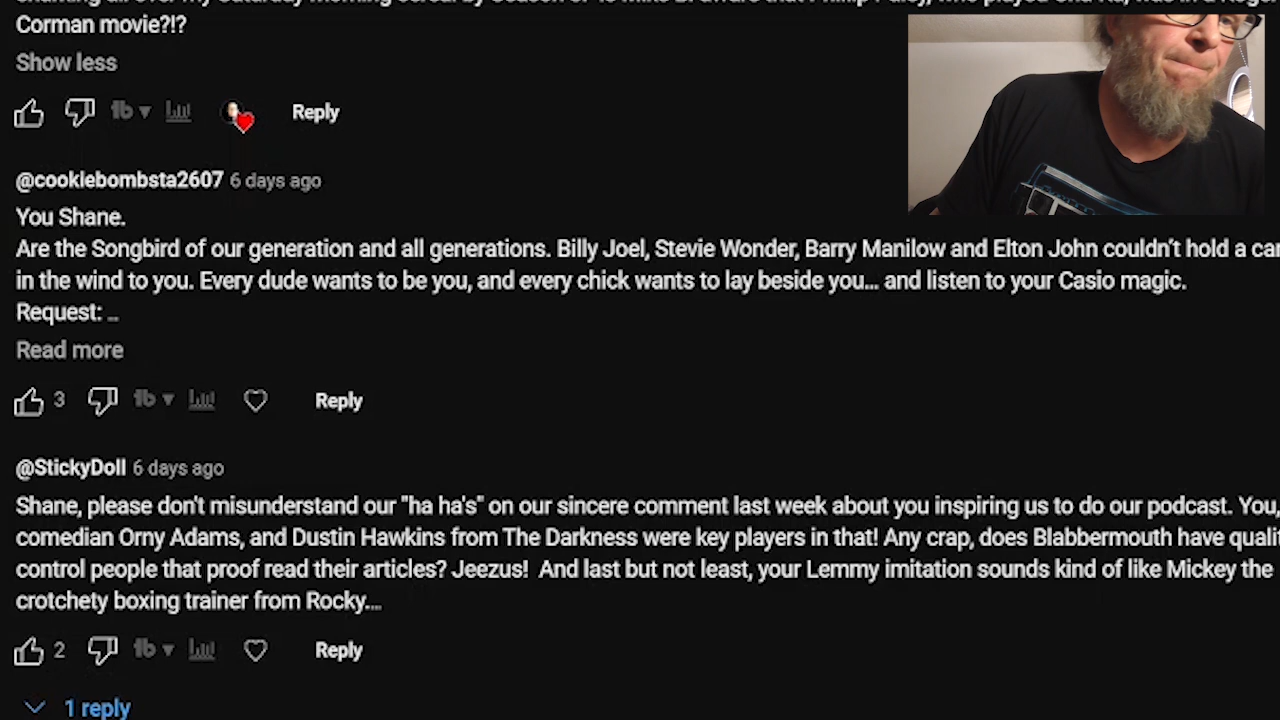 Corman movie?!?
Show less
Reply
@cookiebombsta2607 6 days ago
You Shane.
Are the Songbird of our generation and all generations. Billy Joel, Stevie Wonder, Barry Manilow and Elton John couldn't hold a
in the wind to you. Every dude wants to be you, and every chick wants to lay beside you... and listen to your Casio magic.
Request: ...
Read more
3 Reply
@StickyDoll 6 days ago
Shane, please don't misunderstand our "ha ha's" on our sincere comment last week about you inspiring us to do our podcast. You,
comedian Orny Adams, and Dustin Hawkins from The Darkness were key players in that! Any crap, does Blabbermouth have
control people that proof read their articles? Jeezus! And last but not least, your Lemmy imitation sounds kind of like Mickey the
crotchety boxing trainer from Rocky....
2 Reply
1 reply